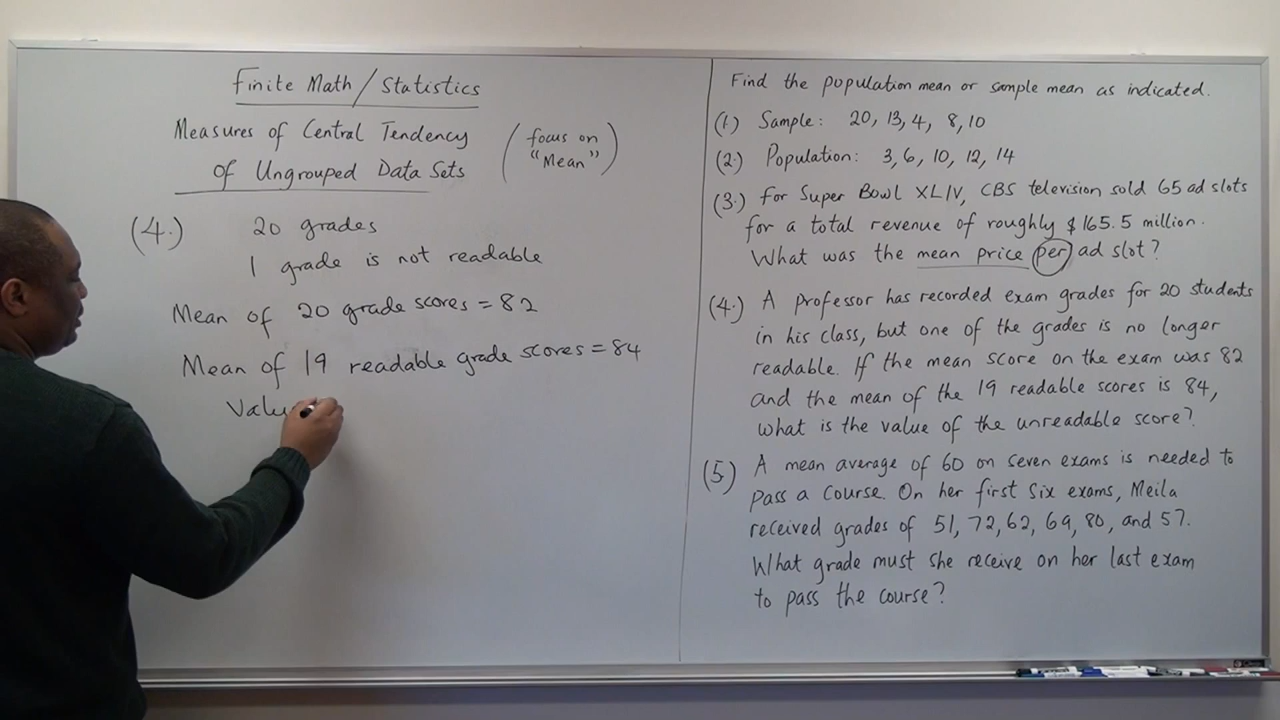 Finite Math/Statistics
Measures of Central Tendency
of Ungrouped Data Sets
(focus on
"Mean")
(4.) 20 grades
1 grade is not readable
Mean of 20 grade scores = 82
Mean of 19 readable grade scores = 84
Valu
Find the population mean or sample mean as indicated.
(1) Sample: 20, 13, 4, 8, 10
(2.) Population: 3, 6, 10, 12, 14
(3.) For Super Bowl XLIV, CBS television sold 65 ad slots
for a total revenue of roughly $165.5 million.
What was the mean price per ad slot?
(4.) A professor has recorded exam grades for 20 students
in his class, but one of the grades is no longer
readable. If the mean score on the exam was 82
and the mean of the 19 readable scores is 84,
what is the value of the unreadable score?
(5) A mean average of 60 on seven exams is needed to
pass a course. On her first six exams, Meila
received grades of 51, 72, 62, 69, 80, and 57.
What grade must she receive on her last exam
to pass the course?